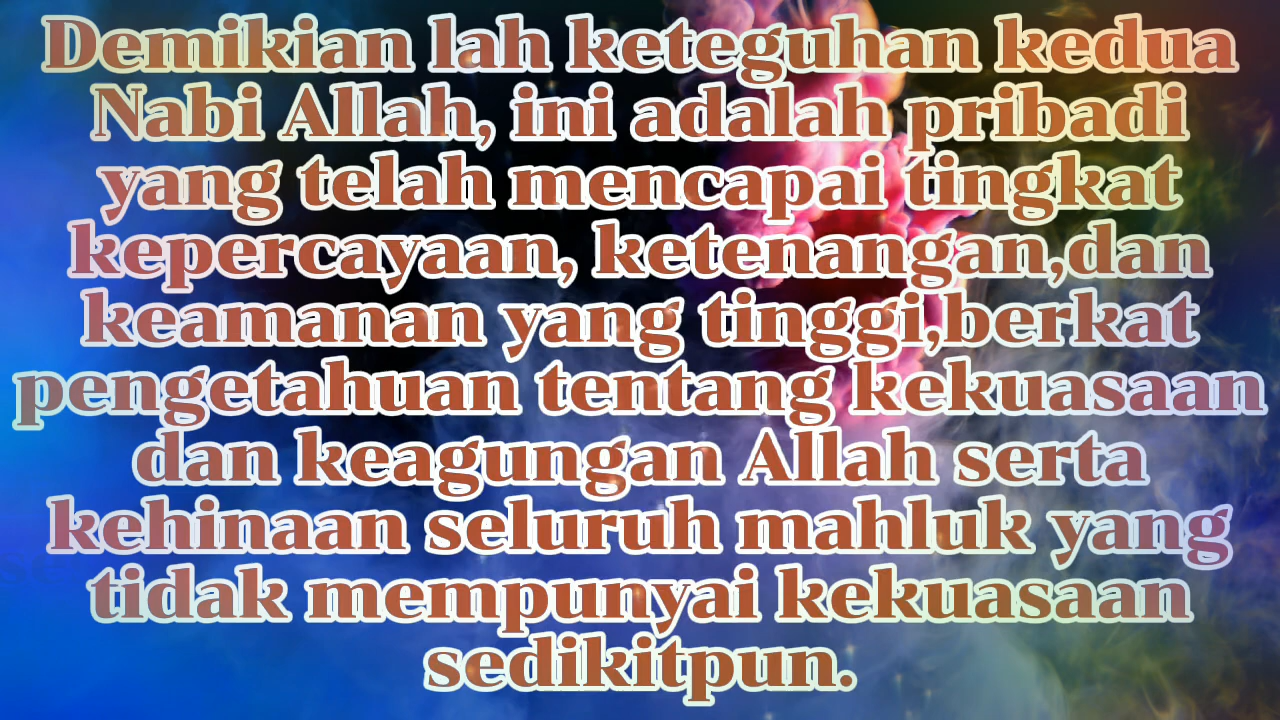 Demikian lah keteguhan kedua
Nabi Allah, ini adalah pribadi
yang telah mencapai tingkat
kepercayaan, ketenangan,dan
keamanan yang tinggi,berkat
pengetahuan tentang kekuasaan
dan keagungan Allah serta
kehinaan seluruh mahluk yang
tidak mempunyai kekuasaan
sedikitpun.